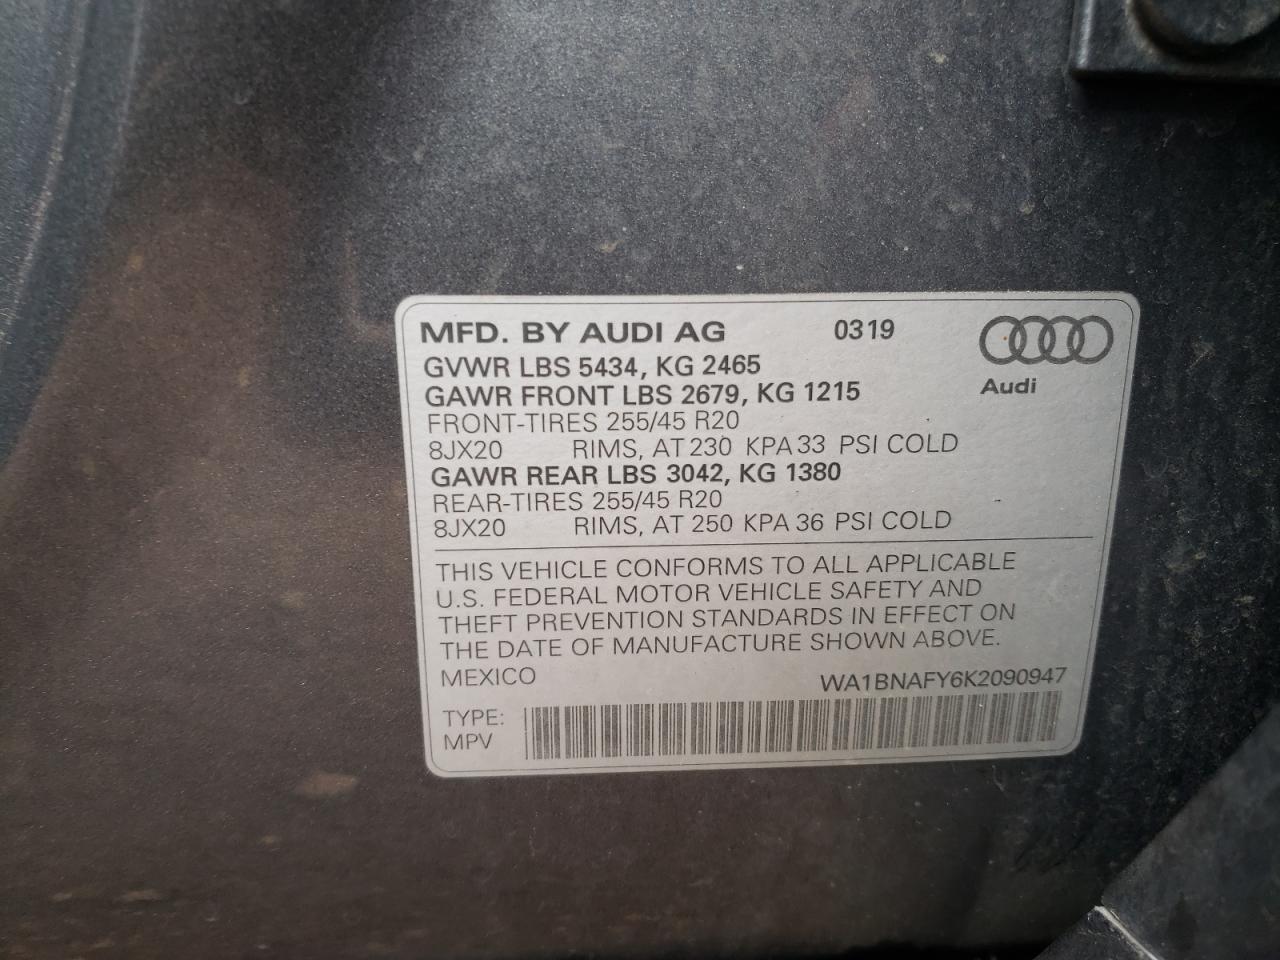 MFD. BY AUDI AG 0319
GVWR LBS 5434, KG 2465
Audi
GAWR FRONT LBS 2679, KG 1215
FRONT-TIRES 255/45 R20
8JX20 RIMS, AT 230 KPA 33 PSI COLD
GAWR REAR LBS 3042, KG 1380
REAR-TIRES 255/45 R20
8JX20 RIMS, AT 250 KPA 36 PSI COLD
THIS VEHICLE CONFORMS TO ALL APPLICABLE
U.S. FEDERAL MOTOR VEHICLE SAFETY AND
THEFT PREVENTION STANDARDS IN EFFECT ON
THE DATE OF MANUFACTURE SHOWN ABOVE.
MEXICO WA1BNAFY6K2090947
TYPE:
MPV